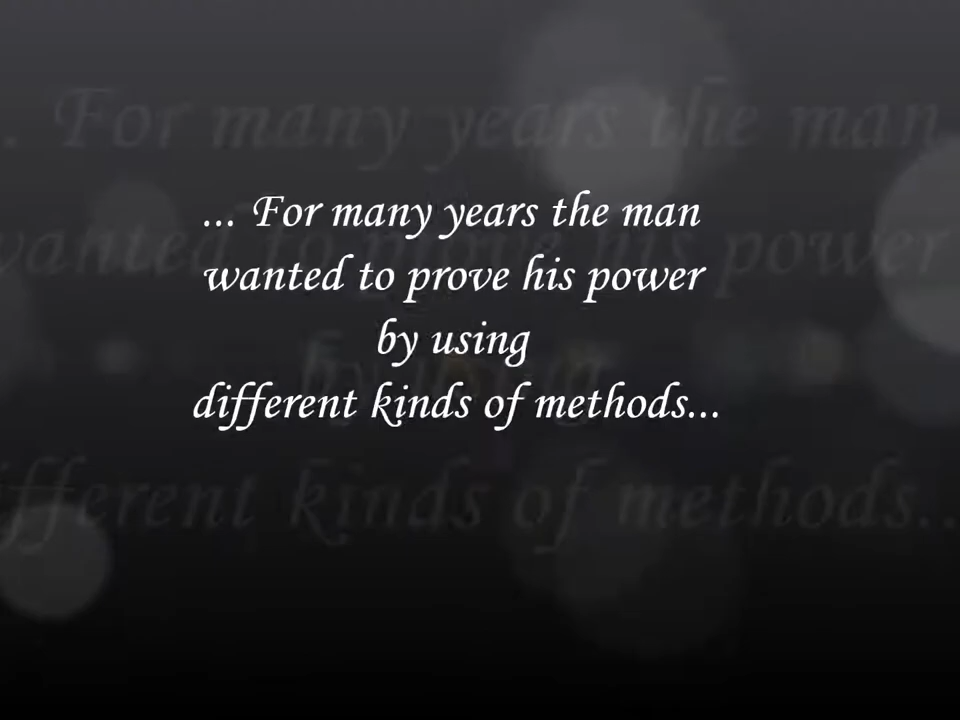 ... For many years the man
wanted to prove his power
by using
different kinds of methods...